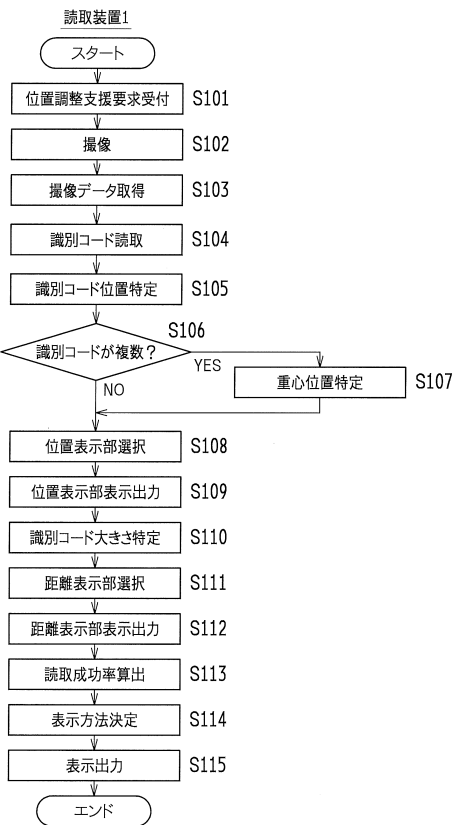 読取装置1
スタート
位置調整支援要求受付 S101
撮像 S102
撮像データ取得 S103
識別コード読取 S104
識別コード位置特定 S105
S106
識別コードが複数?
YES
NO
重心位置特定 S107
位置表示部選択 S108
位置表示部表示出力 S109
識別コード大きさ特定 S110
距離表示部選択 S111
距離表示部表示出力 S112
読取成功率算出 S113
表示方法決定 S114
表示出力 S115
エンド